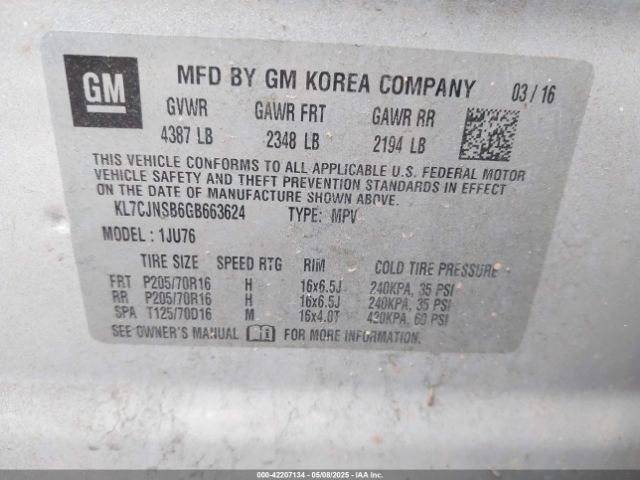 GM
MFD BY GM KOREA COMPANY 03/16
GVWR GAWR FRT GAWR RR
4387 LB 2348 LB 2194 LB
THIS VEHICLE CONFORMS TO ALL APPLICABLE U.S. FEDERAL MOTOR
VEHICLE SAFETY AND THEFT PREVENTION STANDARDS IN EFFECT
ON THE DATE OF MANUFACTURE SHOWN ABOVE.
KL7CJNSB6GB663624 TYPE: MPV
MODEL : 1JU76
TIRE SIZE SPEED RTG RIM COLD TIRE PRESSURE
FRT P205/70R16 H 16x6.5J 240KPA, 35 PSI
RR P205/70R16 H 16x6.5J 240KPA, 35 PSI
SPA T125/70D16 M 16x4.0T 420KPA, 60 PSI
SEE OWNER'S MANUAL FOR MORE INFORMATION.
000-42207134 - 05/08/2025 - IAAI.COM